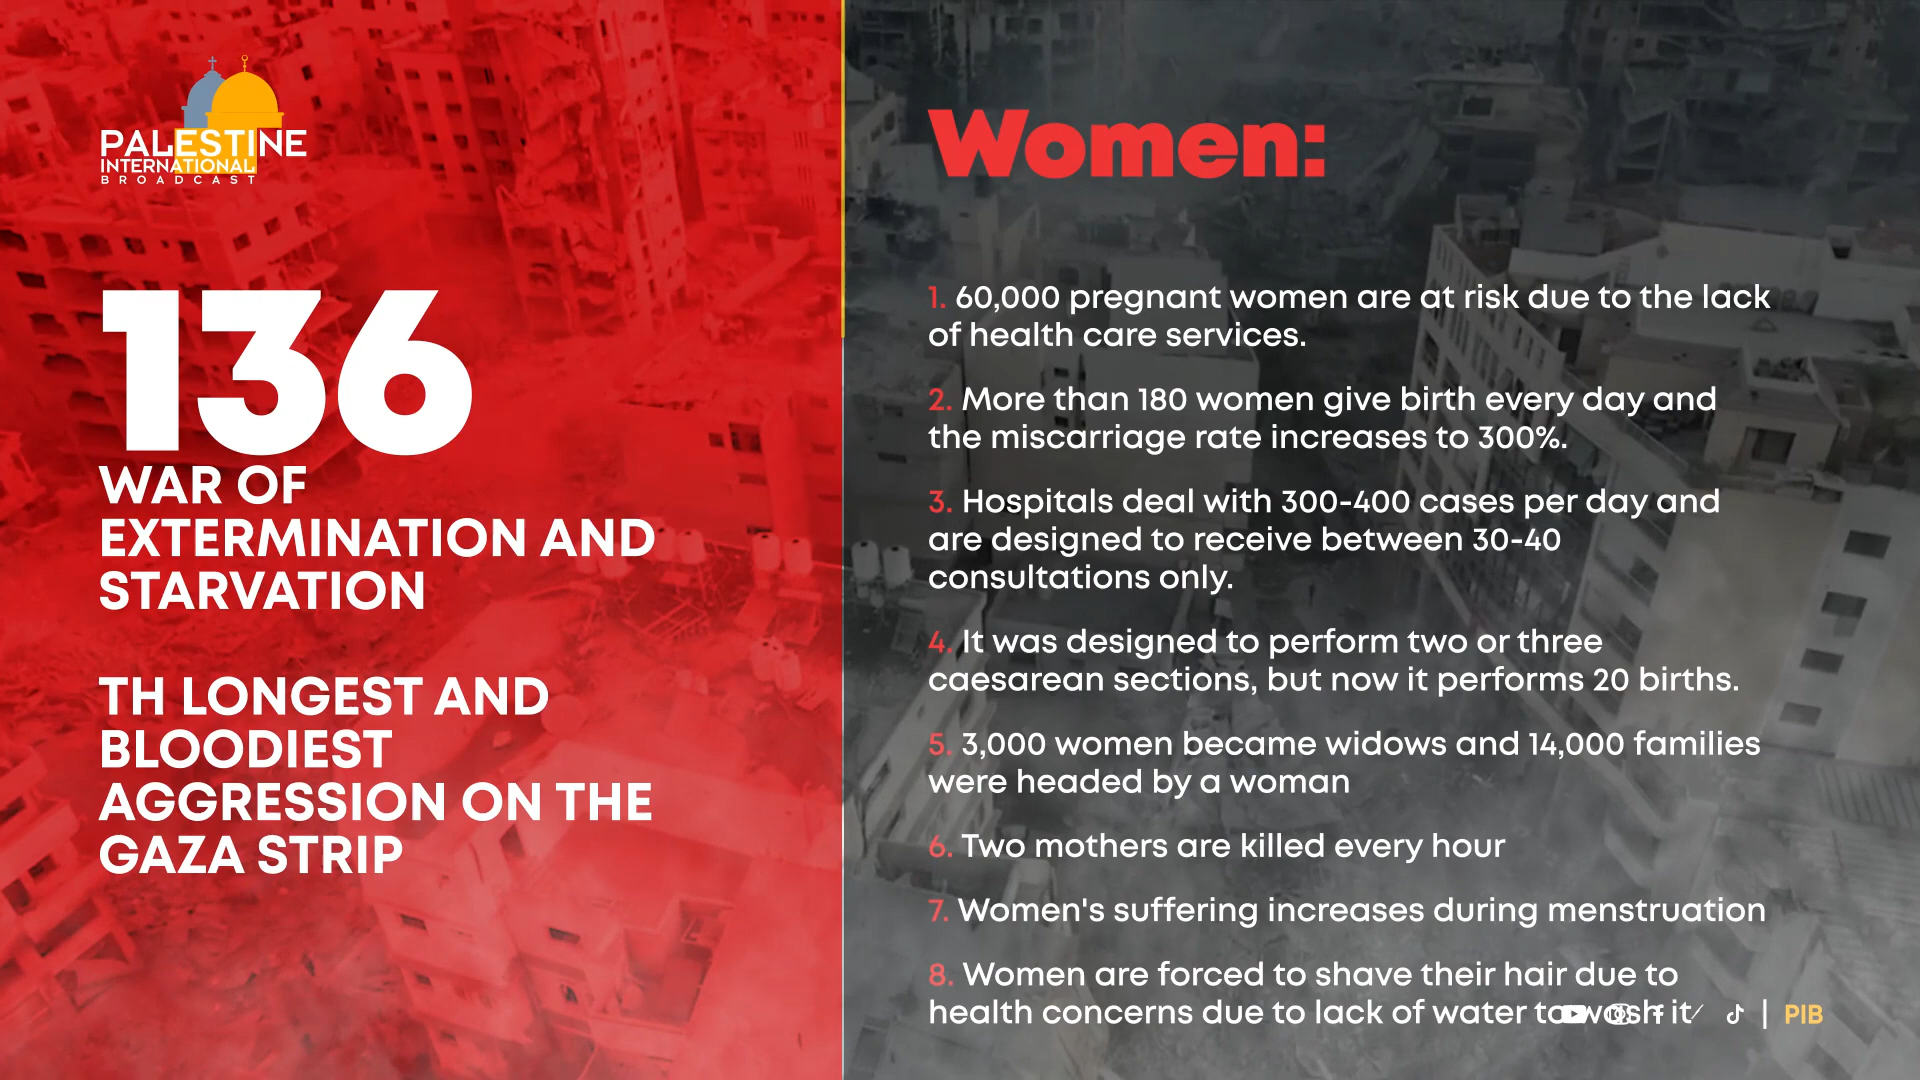 PALESTINE
INTERNATIONAL
BROADCAST
136
WAR OF
EXTERMINATION AND
STARVATION
TH LONGEST AND
BLOODIEST
AGGRESSION ON THE
GAZA STRIP
Women:
1. 60,000 pregnant women are at risk due to the lack
of health care services.
2. More than 180 women give birth every day and
the miscarriage rate increases to 300%.
3. Hospitals deal with 300-400 cases per day and
are designed to receive between 30-40
consultations only.
4. It was designed to perform two or three
caesarean sections, but now it performs 20 births.
5. 3,000 women became widows and 14,000 families
were headed by a woman
6. Two mothers are killed every hour
7. Women's suffering increases during menstruation
8. Women are forced to shave their hair due to
health concerns due to lack of water to wash it
| PIB